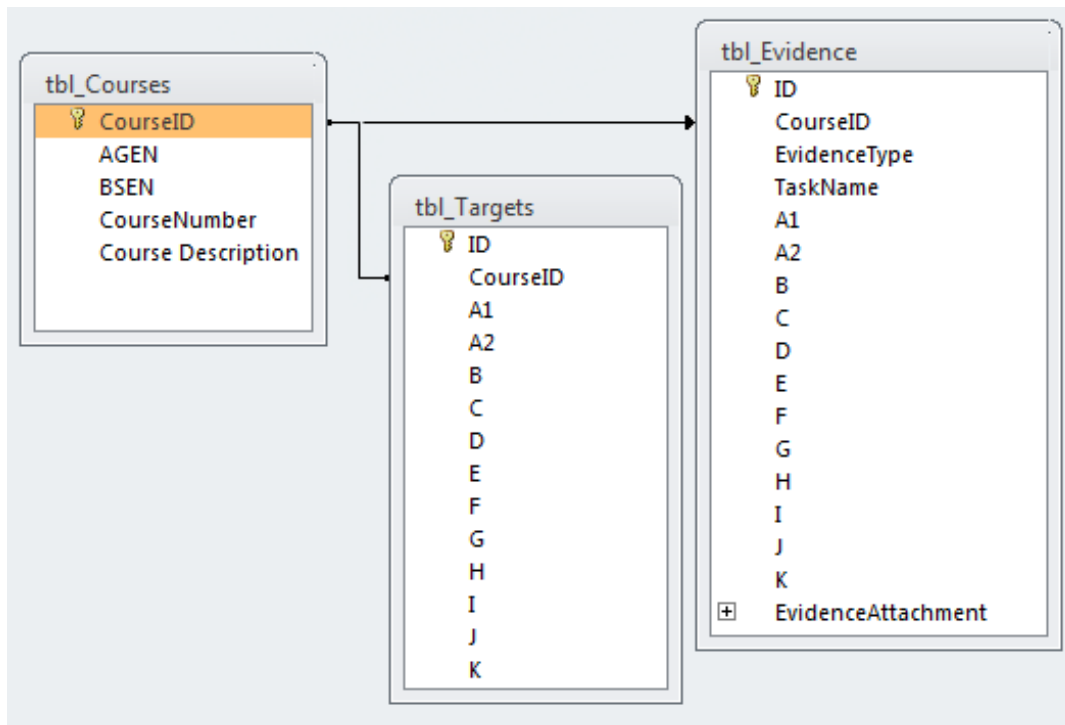 tbl_Courses
CourseID
AGEN
BSEN
CourseNumber
Course Description
tbl_Targets
ID
CourseID
A1
A2
B
C
D
E
F
G
H
I
J
K
tbl_Evidence
ID
CourseID
EvidenceType
TaskName
A1
A2
B
C
D
E
F
G
H
I
J
K
EvidenceAttachment